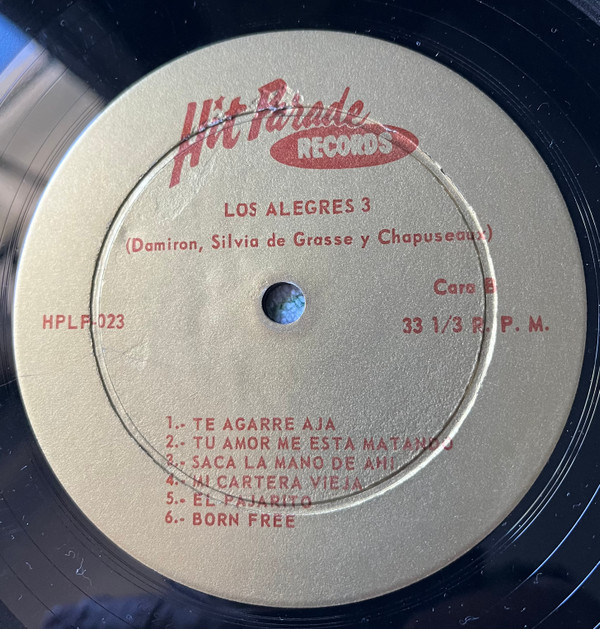 Hit Parade
RECORDS
LOS ALEGRES 3
(Damiron, Silvia de Grasse y Chapuseaux)
Cara B
HPLF-023
33 1/3 R. P. M.
1.- TE AGARRE AJA
2.- TU AMOR ME ESTA MATANDO
3.- SACA LA MANO DE AHI
4.- MI CARTERA VIEJA
5.- EL PAJARITO
6.- BORN FREE